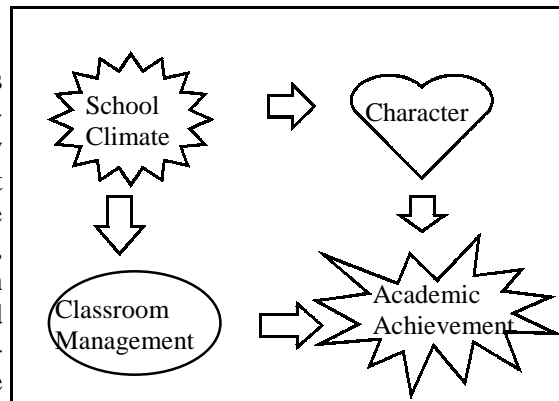 School
Climate
Character
Classroom
Management
Academic
Achievement